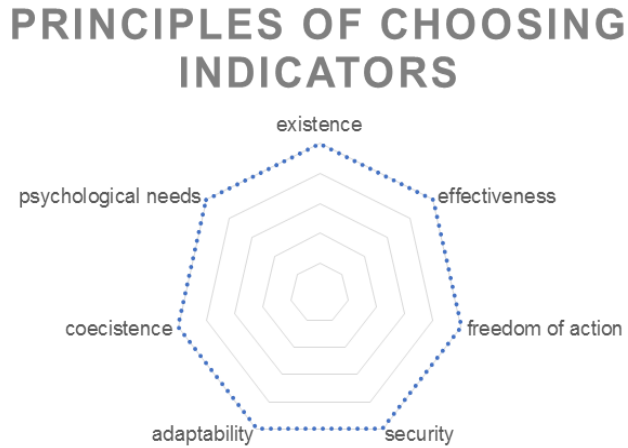 PRINCIPLES OF CHOOSING
INDICATORS
existence
psychological needs
effectiveness
coecistence
freedom of action
adaptability
security